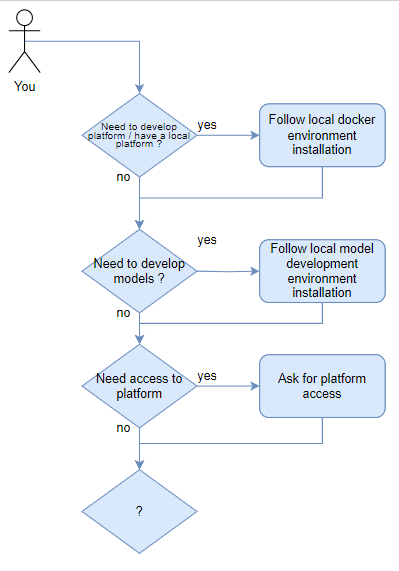 You
Need to develop
platform / have a local
platform ?
yes
Follow local docker
environment
installation
no
Need to develop
models ?
yes
Follow local model
development
environment
installation
no
Need access to
platform
yes
Ask for platform
access
no
?